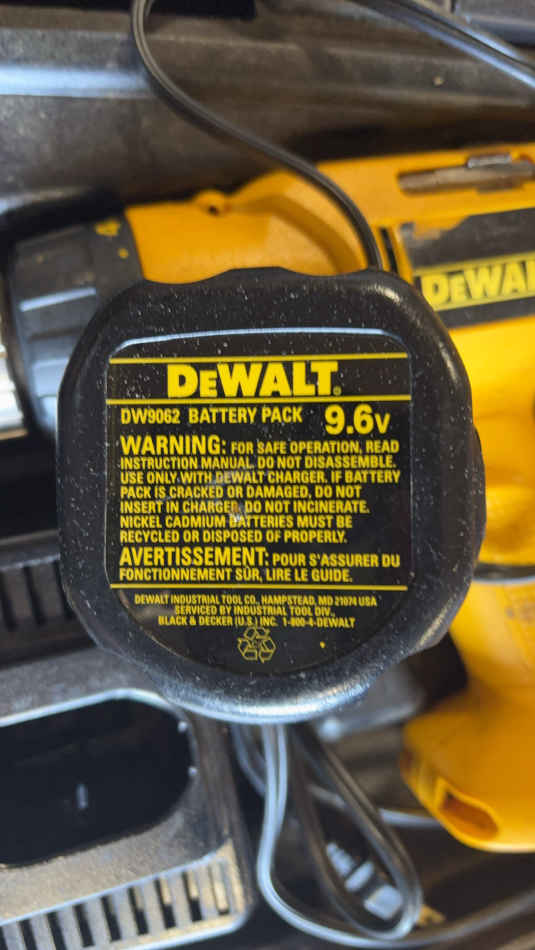 DEWALT
DEWALT
DW9062 BATTERY PACK 9.6V
WARNING: FOR SAFE OPERATION, READ
INSTRUCTION MANUAL. DO NOT DISASSEMBLE.
USE ONLY WITH DEWALT CHARGER. IF BATTERY
PACK IS CRACKED OR DAMAGED, DO NOT
INSERT IN CHARGER. DO NOT INCINERATE.
NICKEL CADMIUM BATTERIES MUST BE
RECYCLED OR DISPOSED OF PROPERLY.
AVERTISSEMENT: POUR S'ASSURER DU
FONCTIONNEMENT SÛR, LIRE LE GUIDE.
DEWALT INDUSTRIAL TOOL CO., HAMPSTEAD, MD 21074 USA
SERVICED BY INDUSTRIAL TOOL DIV.,
BLACK & DECKER (U.S.) INC. 1-800-4-DEWALT